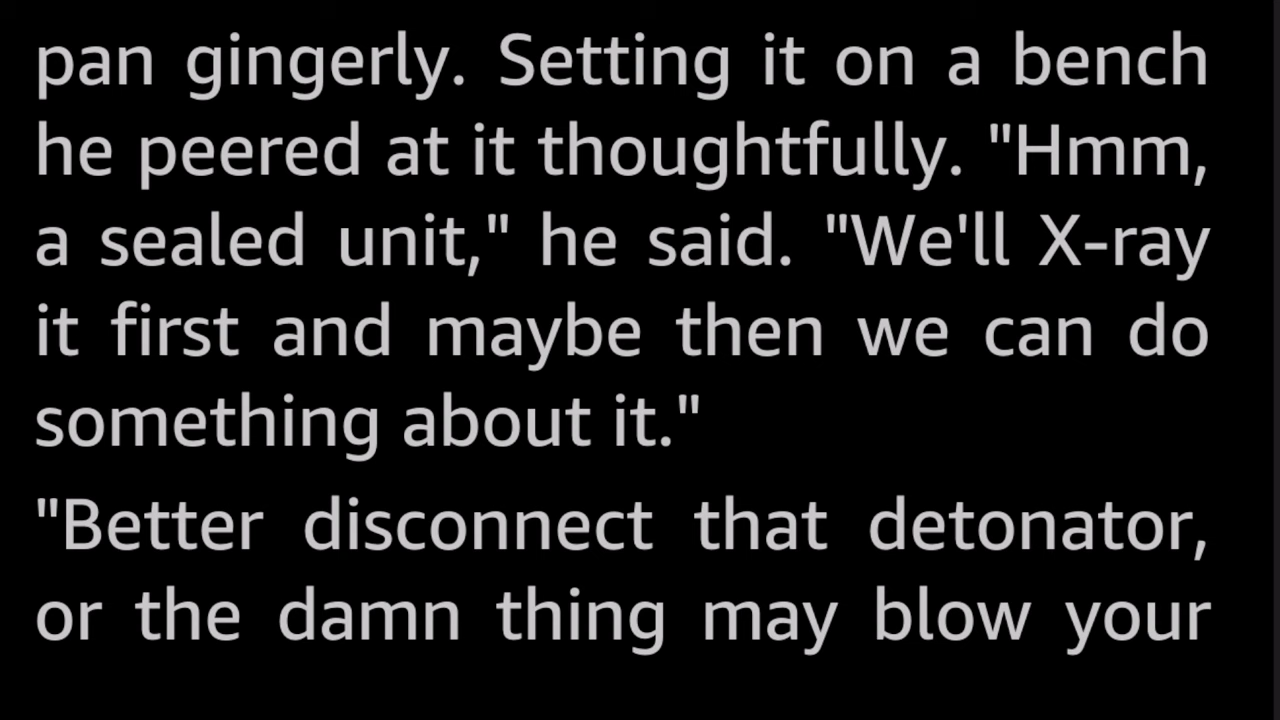 pan gingerly. Setting it on a bench
he peered at it thoughtfully. "Hmm,
a sealed unit," he said. "We'll X-ray
it first and maybe then we can do
something about it."
"Better disconnect that detonator,
or the damn thing may blow your